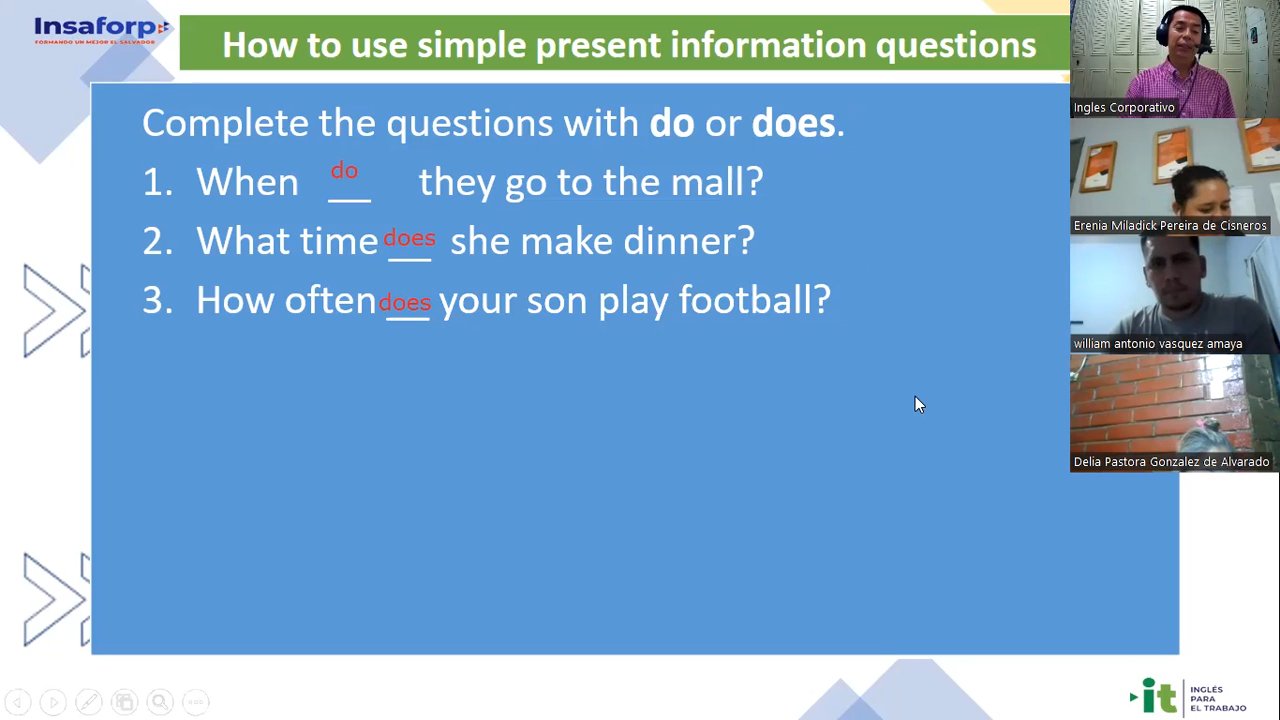 Insaforp
FORMANDO UN MEJOR EL SALVADOR
How to use simple present information questions
Complete the questions with do or does.
1. When do they go to the mall?
2. What time does she make dinner?
3. How often does your son play football?
Ingles Corporativo
Erenia Miladick Pereira de Cisneros
william antonio vasquez amaya
Delia Pastora Gonzalez de Alvarado
it
INGLÉS
PARA
EL TRABAJO